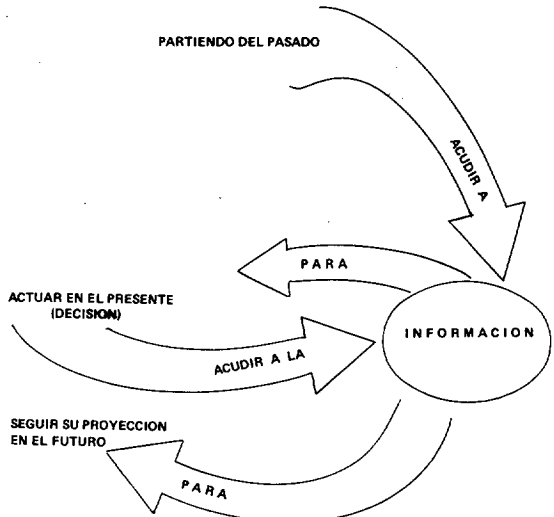 PARTIENDO DEL PASADO
ACUDIR A
PARA
ACTUAR EN EL PRESENTE
(DECISION)
INFORMACION
ACUDIR A LA
SEGUIR SU PROYECCION
EN EL FUTURO
PARA